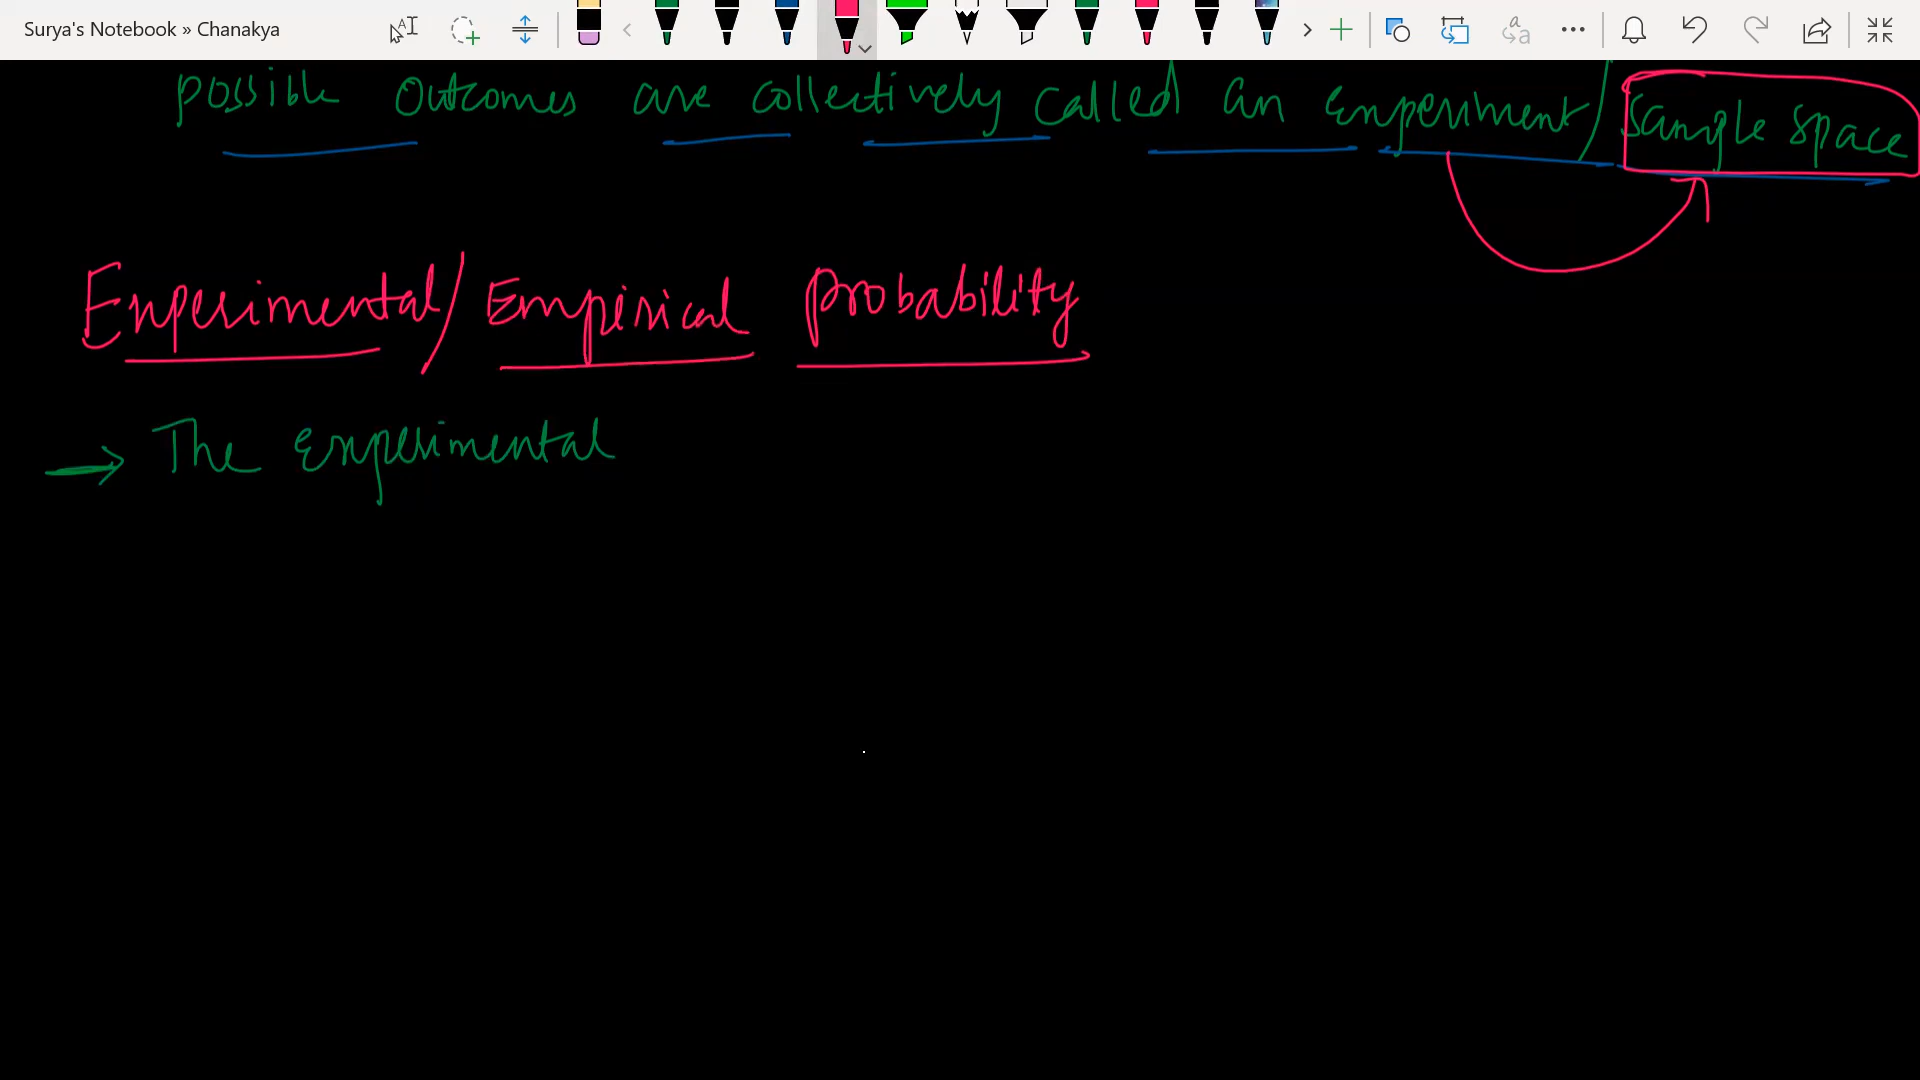 Surya's Notebook » Chanakya
possible outcomes are collectively called an experiment / sample space
Experimental / Empirical probability
→ The experimental